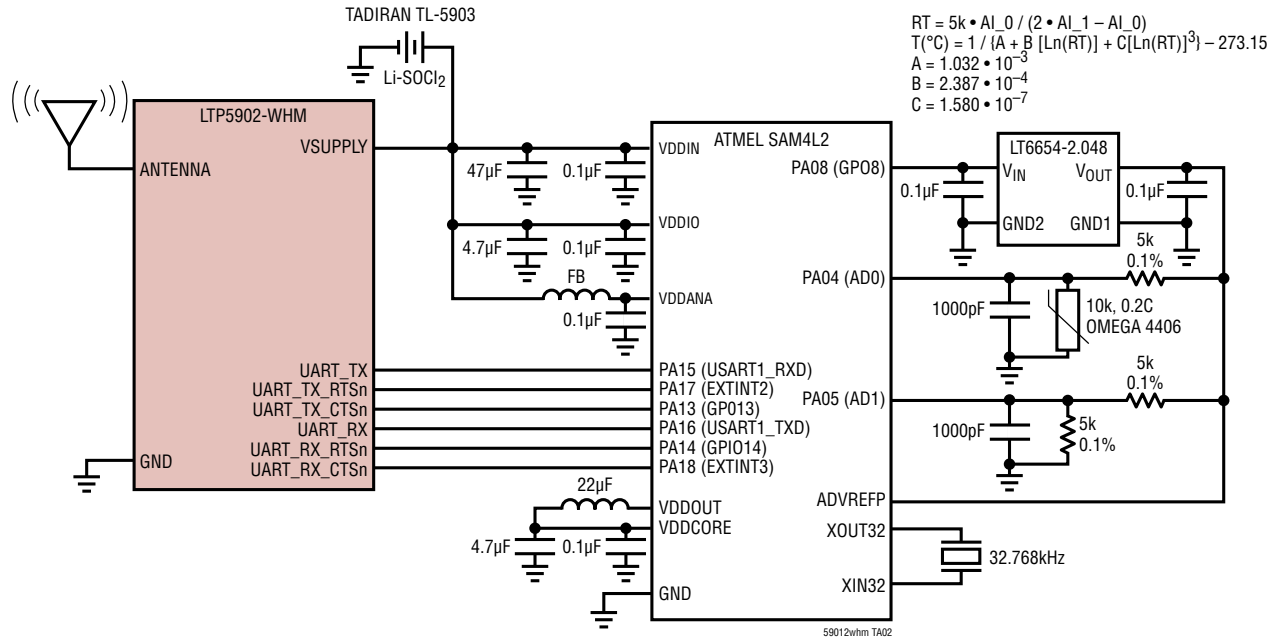 TADIRAN TL-5903
Li-SOCl2
RT = 5k • AI_0 / (2 • AI_1 – AI_0)
T(°C) = 1 / {A + B [Ln(RT)] + C[Ln(RT)]3} – 273.15
A = 1.032 • 10–3
B = 2.387 • 10–4
C = 1.580 • 10–7
LTP5902-WHM
VSUPPLY
ANTENNA
GND
UART_TX
UART_TX_RTSn
UART_TX_CTSn
UART_RX
UART_RX_RTSn
UART_RX_CTSn
47µF
0.1µF
4.7µF
0.1µF
FB
0.1µF
22µF
4.7µF
0.1µF
ATMEL SAM4L2
VDDIN
VDDIO
VDDANA
PA15 (USART1_RXD)
PA17 (EXTINT2)
PA13 (GPO13)
PA16 (USART1_TXD)
PA14 (GPIO14)
PA18 (EXTINT3)
VDDOUT
VDDCORE
GND
PA08 (GPO8)
PA04 (AD0)
PA05 (AD1)
ADVREFP
XOUT32
XIN32
LT6654-2.048
VIN
VOUT
GND2
GND1
0.1µF
0.1µF
5k
0.1%
1000pF
10k, 0.2C
OMEGA 4406
5k
0.1%
1000pF
5k
0.1%
32.768kHz
59012whm TA02